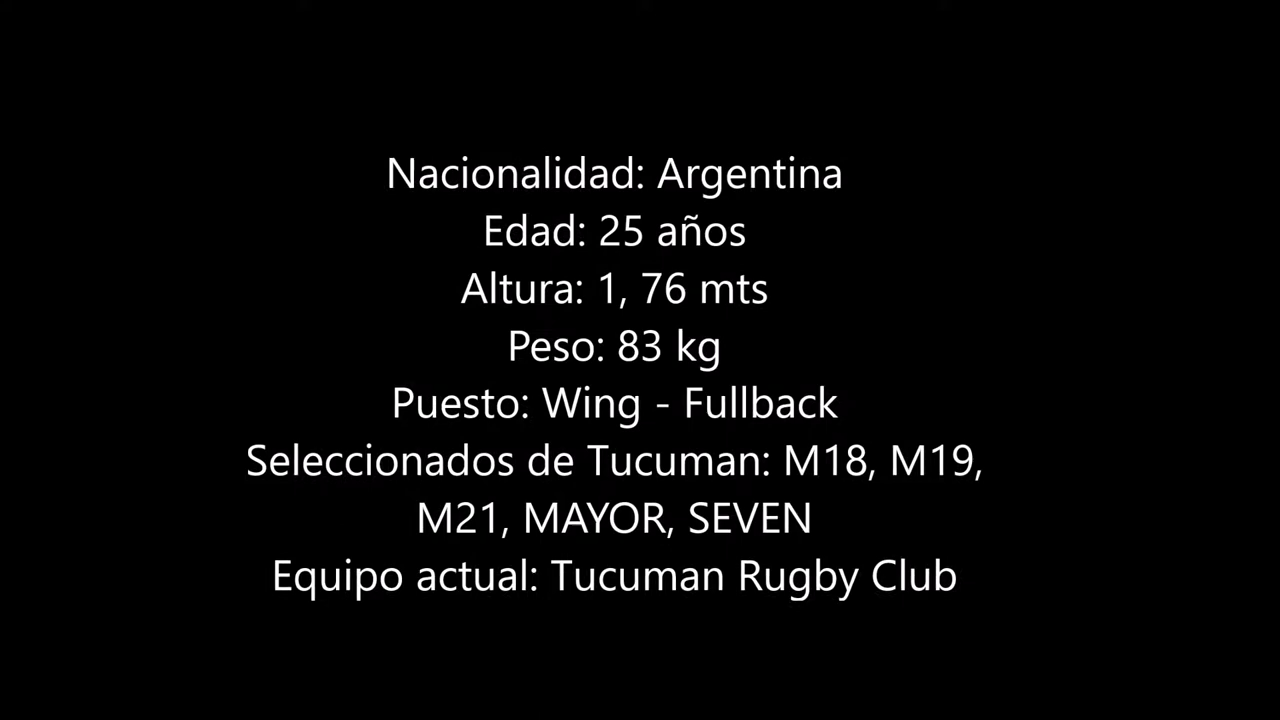 Nacionalidad: Argentina
Edad: 25 años
Altura: 1, 76 mts
Peso: 83 kg
Puesto: Wing - Fullback
Seleccionados de Tucuman: M18, M19,
M21, MAYOR, SEVEN
Equipo actual: Tucuman Rugby Club